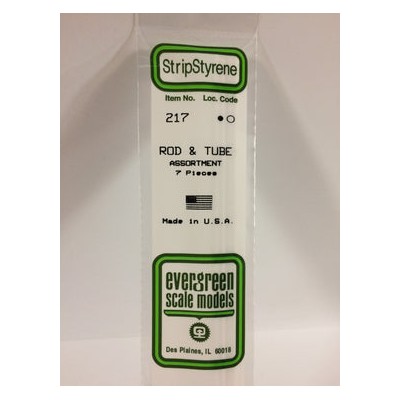 StripStyrene
Item No. Loc. Code
217
ROD & TUBE
ASSORTMENT
7 Pieces
Made in U.S.A.
evergreen
scale models
Des Plaines, IL 60018